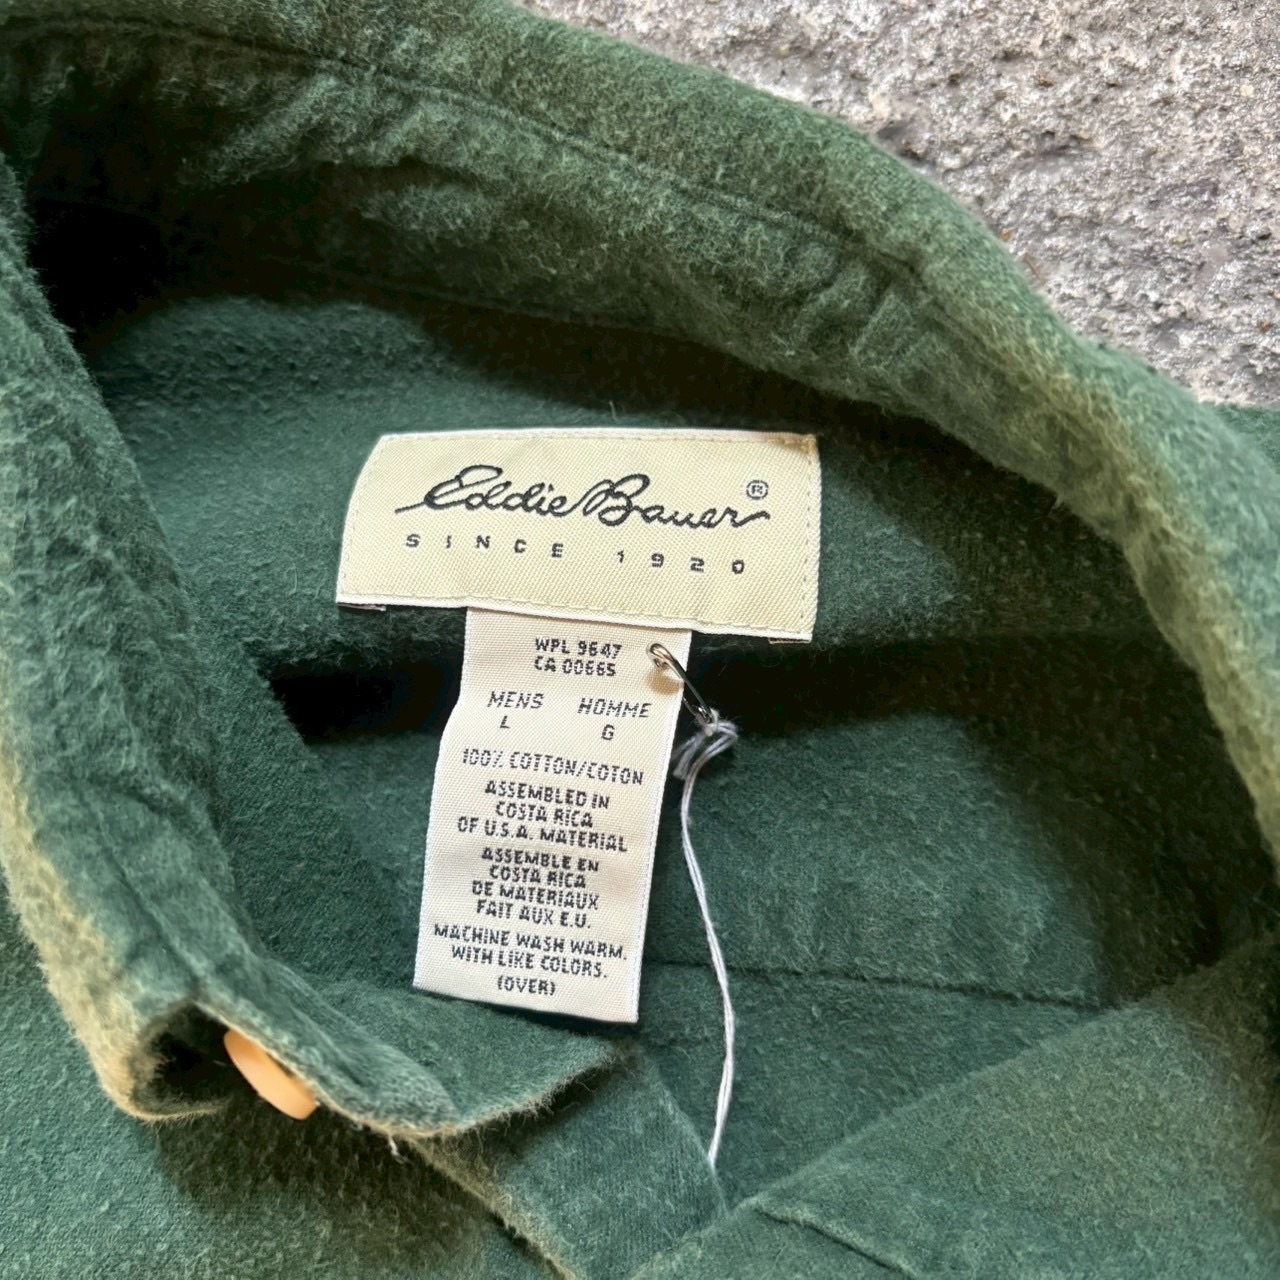 Eddie Bauer®
SINCE 1920
WPL 9647
CA 00665
MENS HOMME
L G
100% COTTON/COTON
ASSEMBLED IN
COSTA RICA
OF U.S.A. MATERIAL
ASSEMBLE EN
COSTA RICA
DE MATERIAUX
FAIT AUX E.U.
MACHINE WASH WARM.
WITH LIKE COLORS.
(OVER)